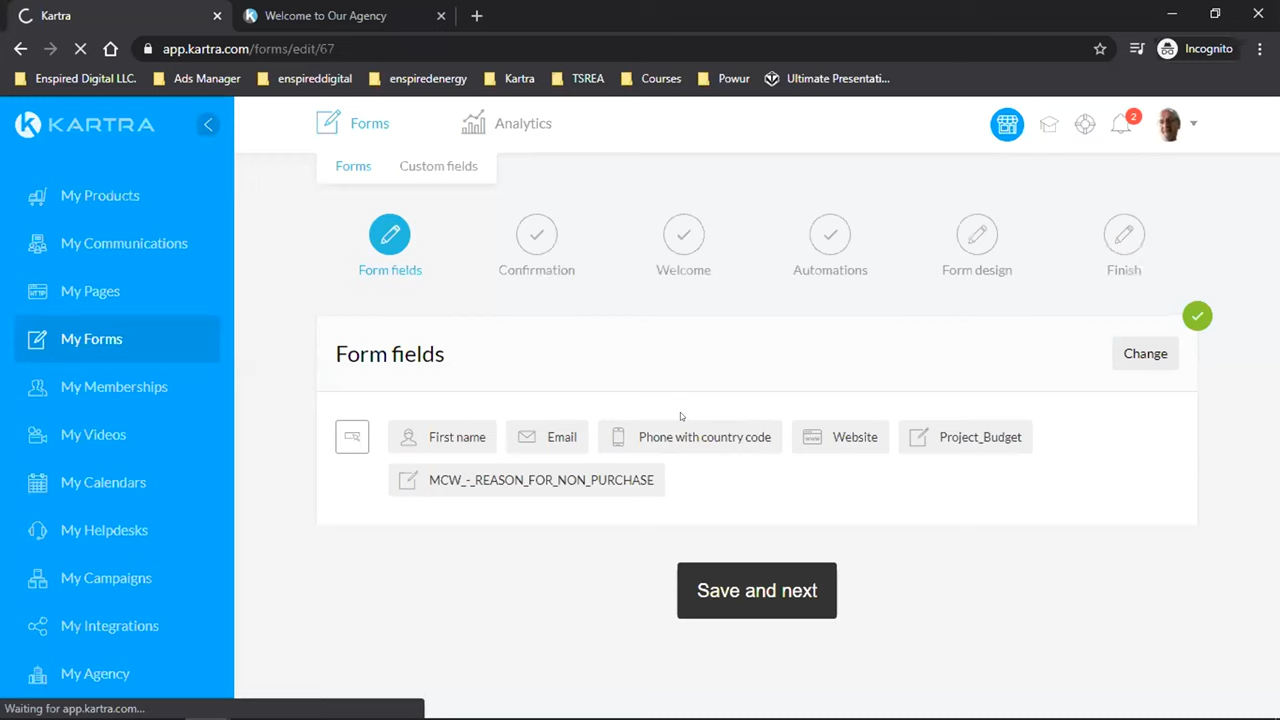 Kartra
Welcome to Our Agency
app.kartra.com/forms/edit/67
Incognito
Enspired Digital LLC.
Ads Manager
enspireddigital
enspiredenergy
Kartra
TSREA
Courses
Powur
Ultimate Presentati...
KARTRA
Forms
Analytics
2
Forms
Custom fields
My Products
My Communications
My Pages
My Forms
My Memberships
My Videos
My Calendars
My Helpdesks
My Campaigns
My Integrations
My Agency
Form fields
Confirmation
Welcome
Automations
Form design
Finish
Form fields
Change
First name
Email
Phone with country code
Website
Project_Budget
MCW_-_REASON_FOR_NON_PURCHASE
Save and next
Waiting for app.kartra.com...